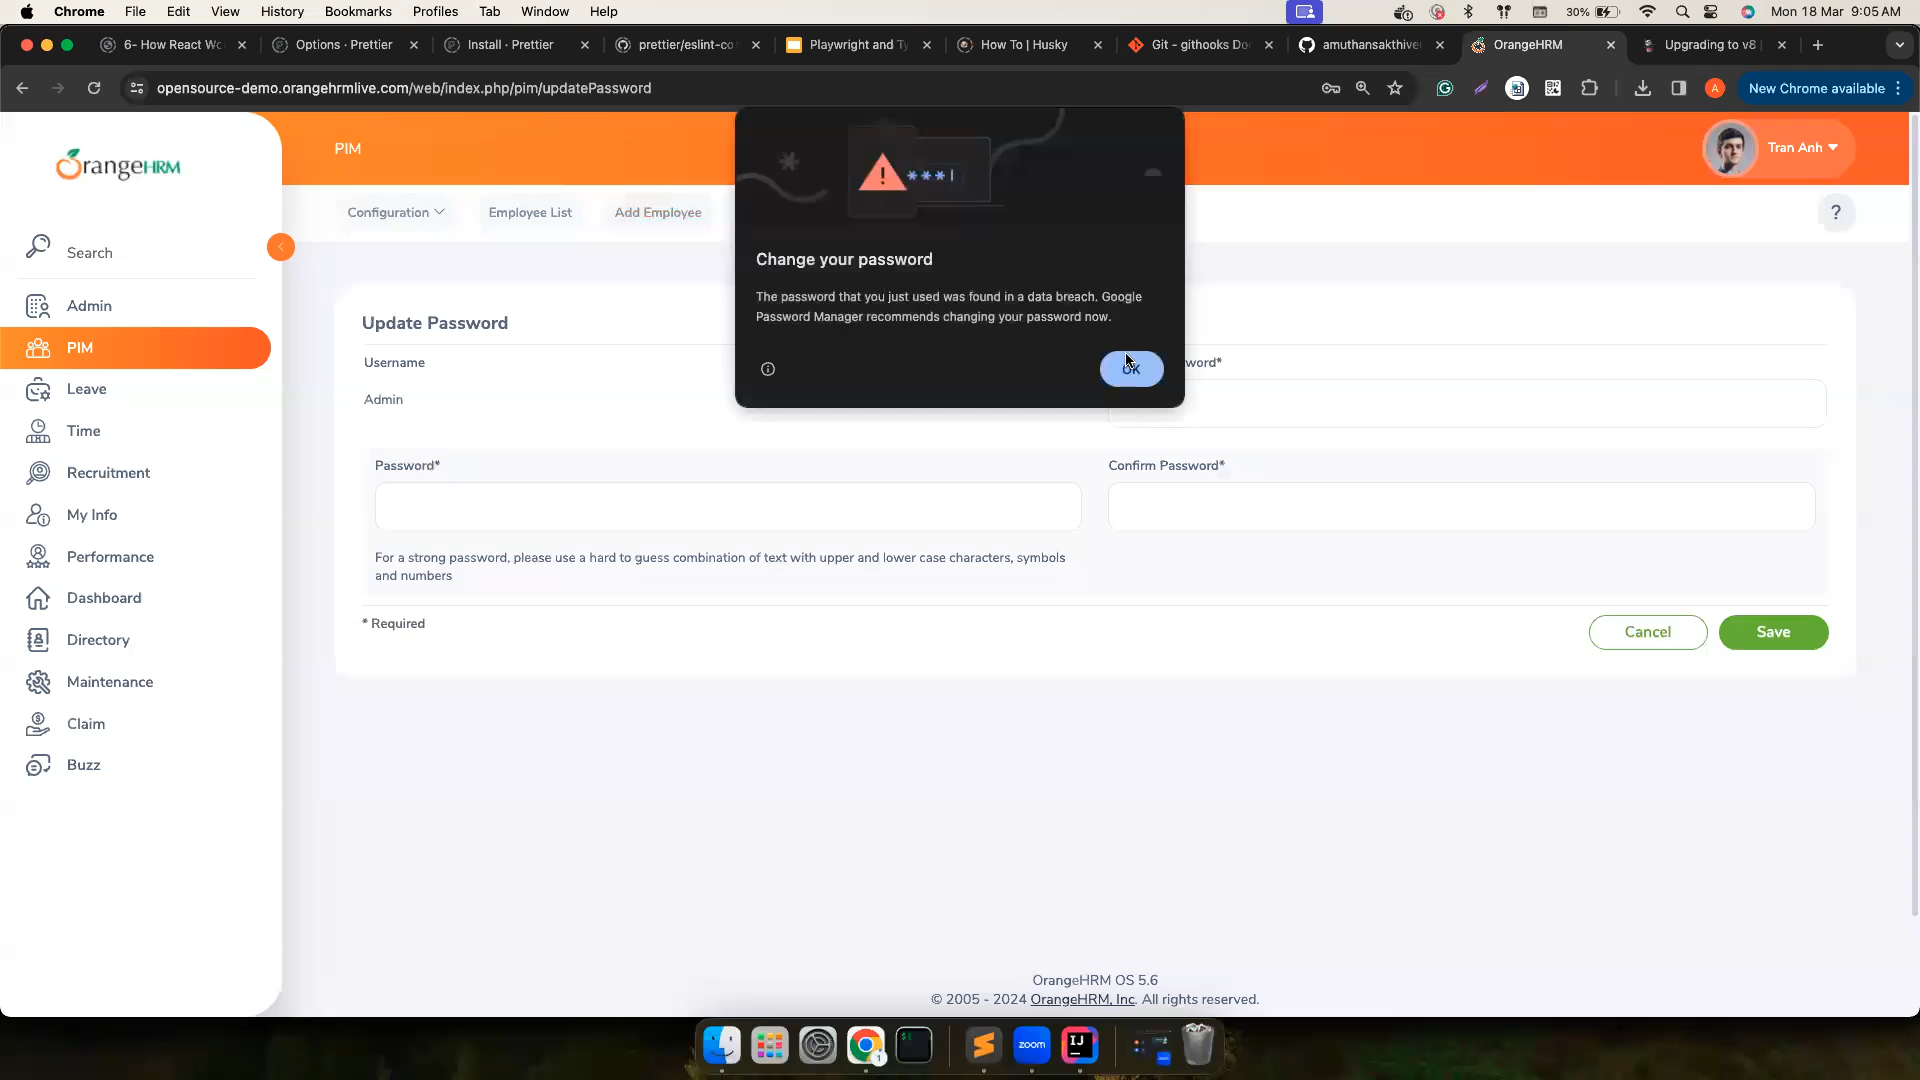 Chrome File Edit View History Bookmarks Profiles Tab Window Help 30% Mon 18 Mar 9:05 AM
6- How React Wo Options · Prettier Install · Prettier prettier/eslint-co Playwright and Ty How To | Husky Git - githooks Do amuthansakthive OrangeHRM Upgrading to v8
opensource-demo.orangehrmlive.com/web/index.php/pim/updatePassword
New Chrome available
OrangeHRM
PIM
Tran Anh
Configuration Employee List Add Employee
?
Search
Admin
PIM
Leave
Time
Recruitment
My Info
Performance
Dashboard
Directory
Maintenance
Claim
Buzz
***|
Change your password
The password that you just used was found in a data breach. Google
Password Manager recommends changing your password now.
OK
Update Password
Username
word*
Admin
Password*
Confirm Password*
For a strong password, please use a hard to guess combination of text with upper and lower case characters, symbols
and numbers
* Required
Cancel
Save
OrangeHRM OS 5.6
© 2005 - 2024 OrangeHRM, Inc. All rights reserved.
1
zoom
IJ